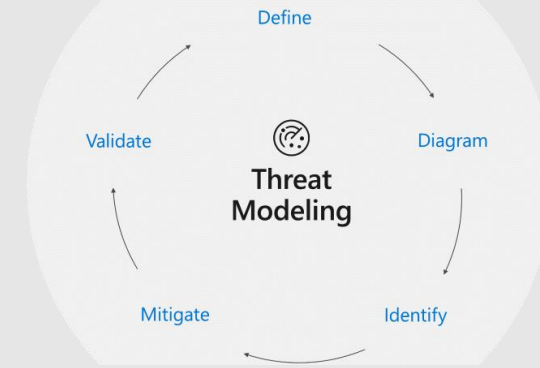 Define
Diagram
Identify
Mitigate
Validate
Threat
Modeling